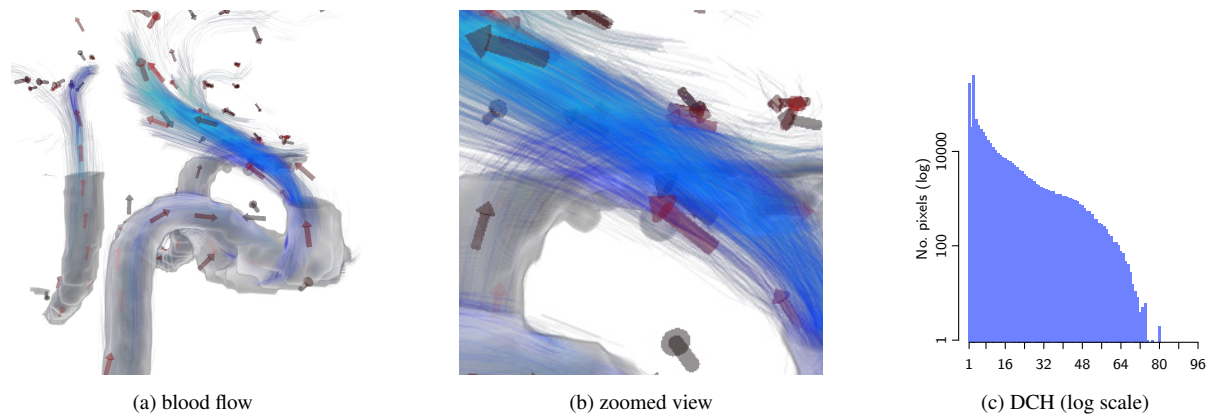 No. pixels (log)
10000
100
1
1 16 32 48 64 80 96
(a) blood flow
(b) zoomed view
(c) DCH (log scale)